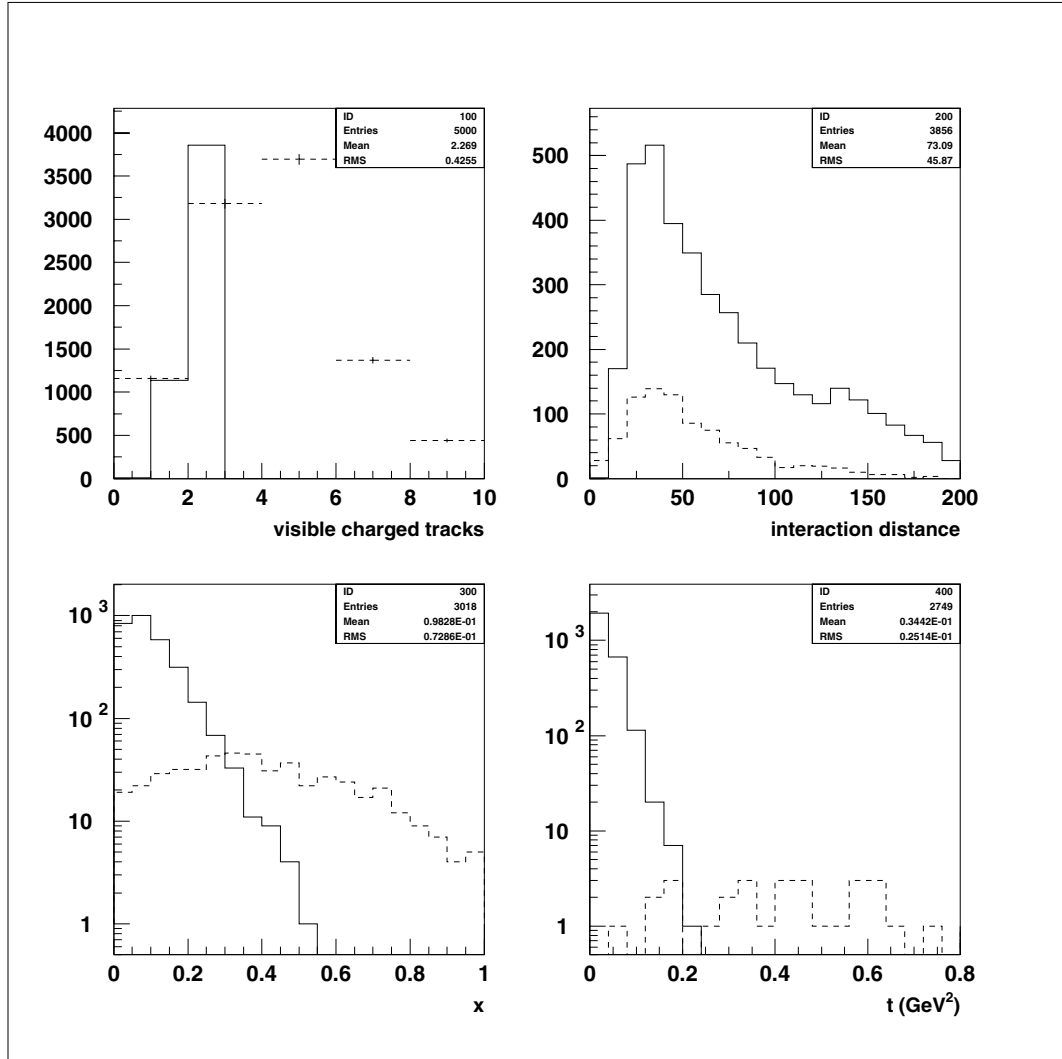 ID 100
Entries 5000
Mean 2.269
RMS 0.4255
4000
3500
3000
2500
2000
1500
1000
500
0
0 2 4 6 8 10
visible charged tracks
ID 200
Entries 3856
Mean 73.09
RMS 45.87
500
400
300
200
100
0
0 50 100 150 200
interaction distance
ID 300
Entries 3018
Mean 0.9828E-01
RMS 0.7286E-01
10 3
10 2
10
1
0 0.2 0.4 0.6 0.8 1
x
ID 400
Entries 2749
Mean 0.3442E-01
RMS 0.2514E-01
10 3
10 2
10
1
0 0.2 0.4 0.6 0.8
t (GeV²)